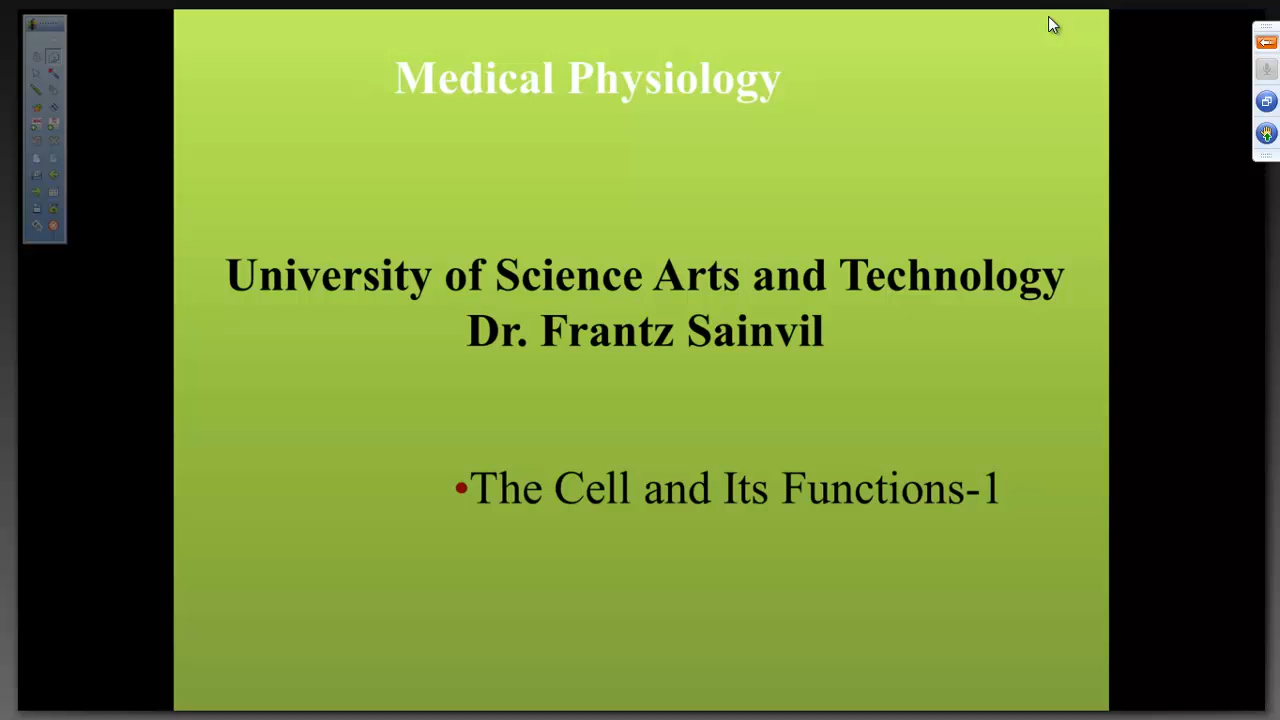 Medical Physiology
University of Science Arts and Technology
Dr. Frantz Sainvil
•The Cell and Its Functions-1